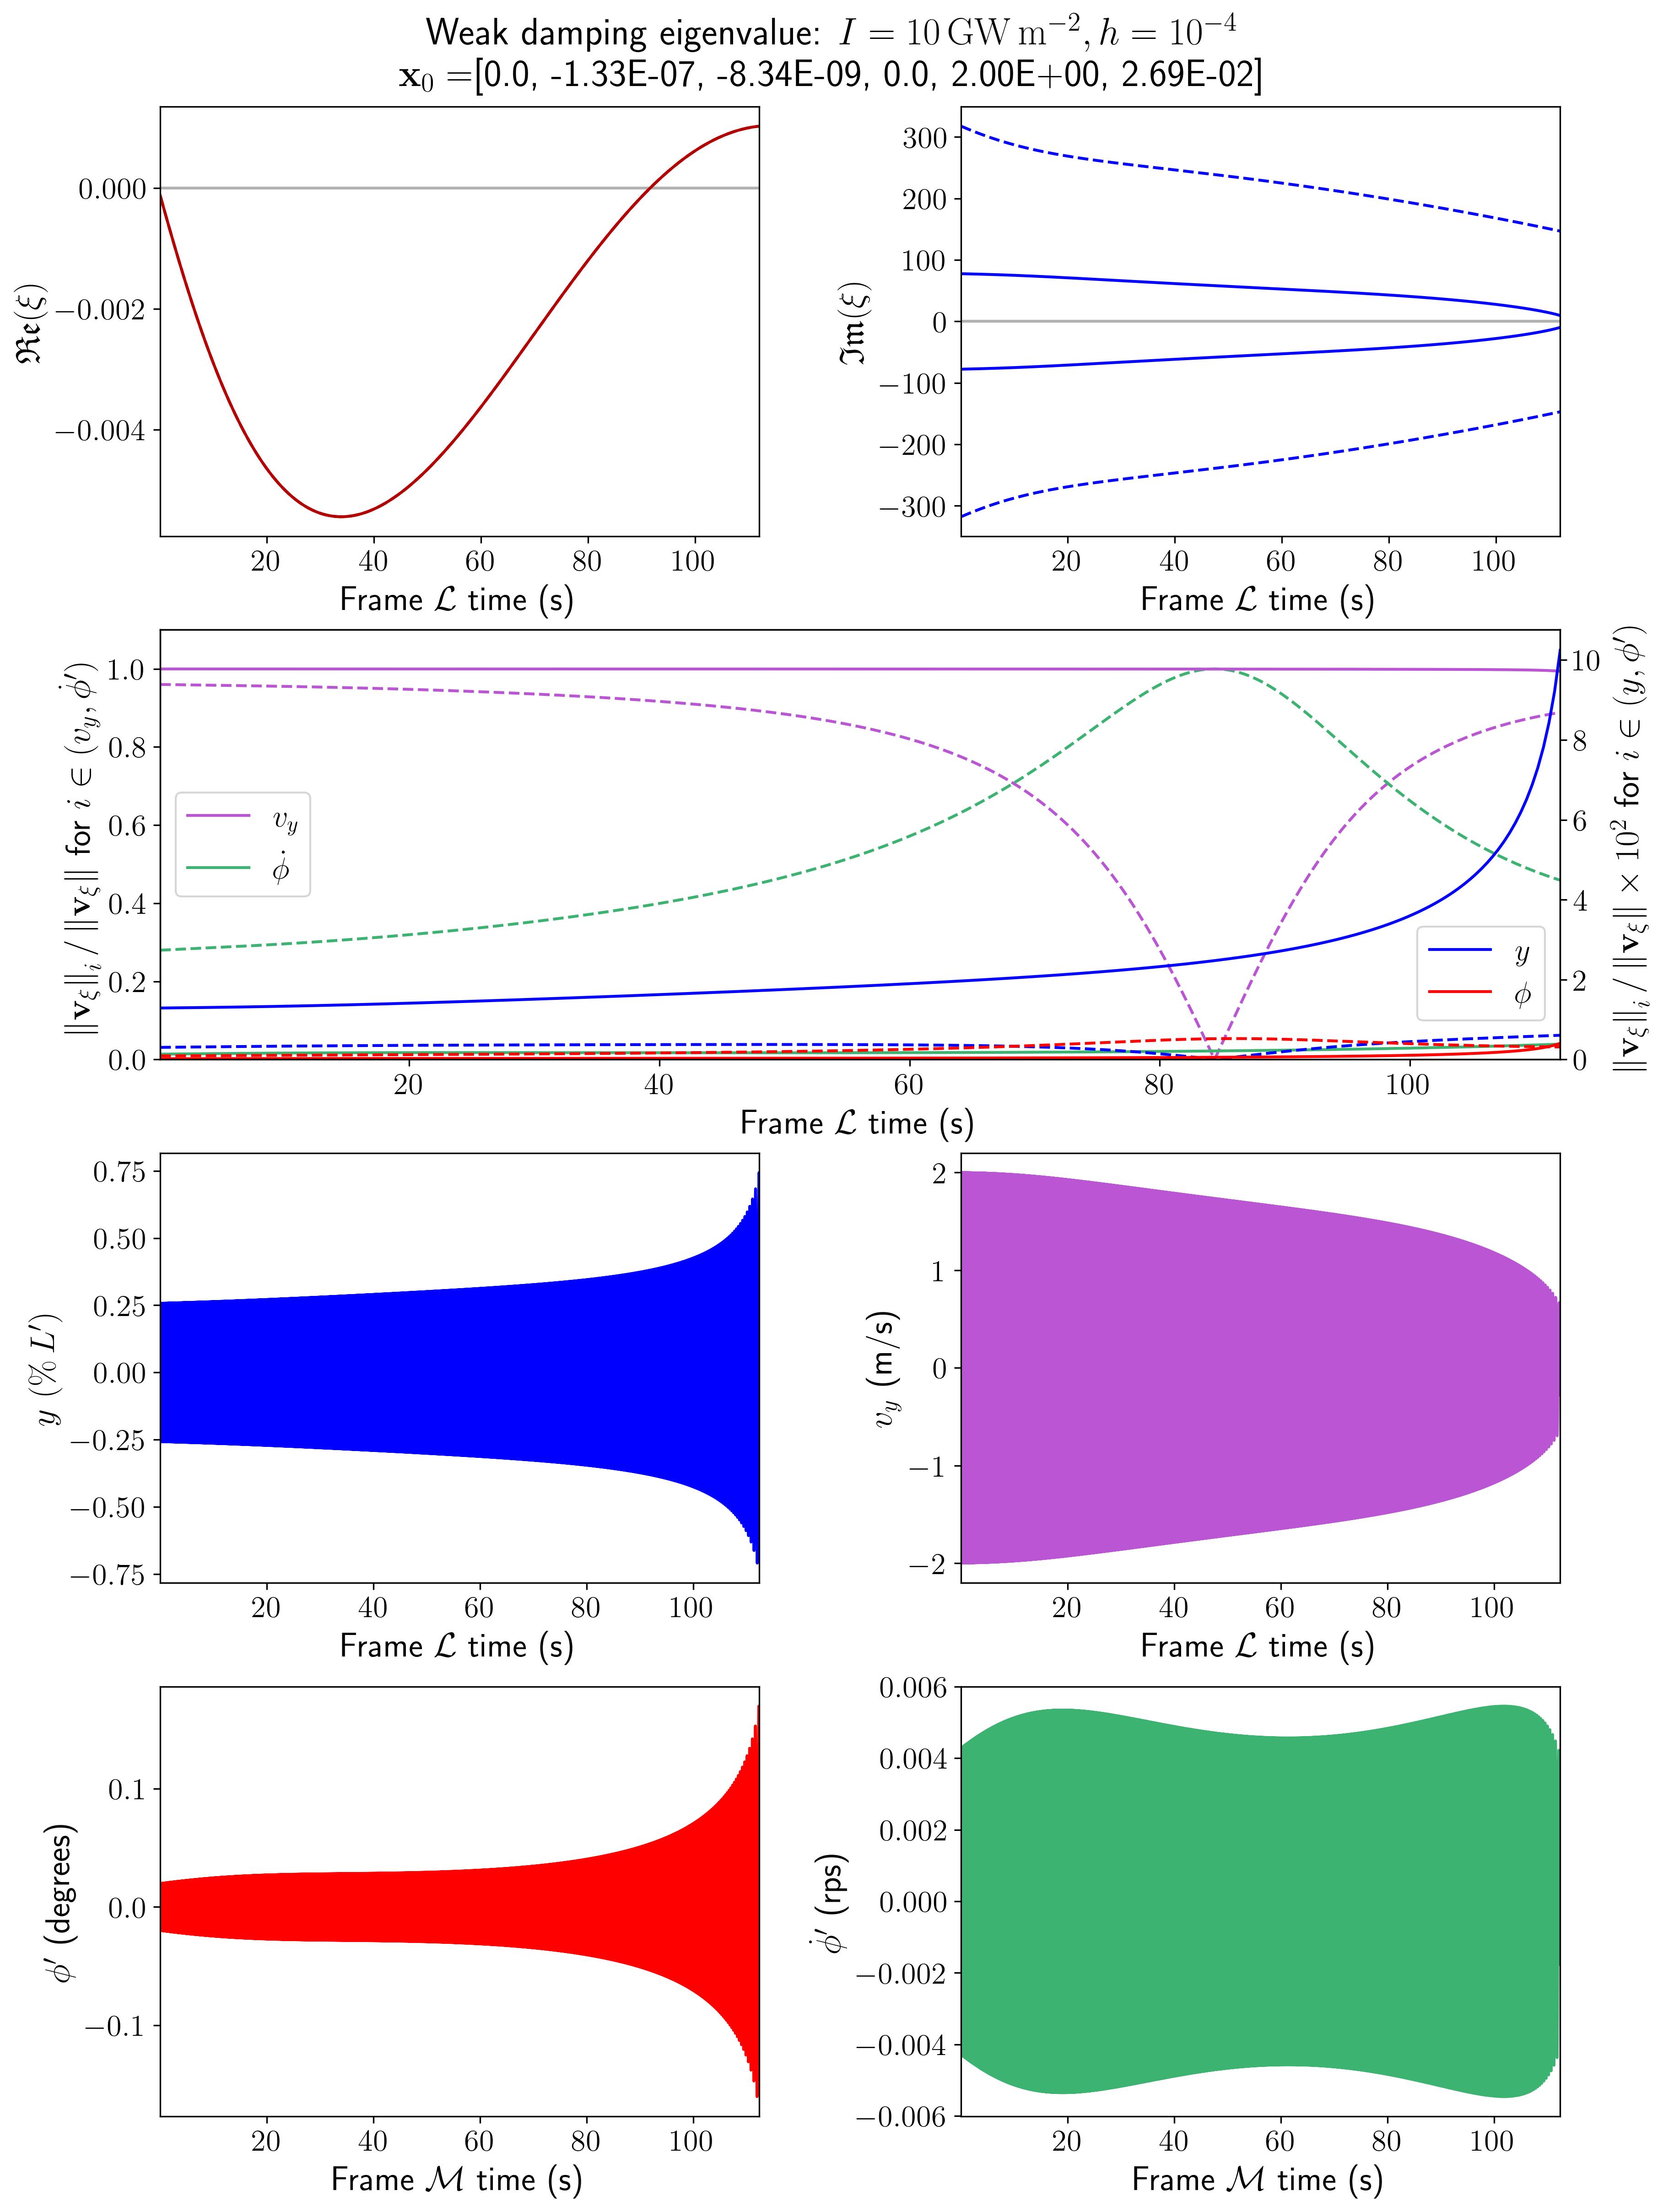 Weak damping eigenvalue: I = 10 GW m⁻², h = 10⁻⁴
x₀ =[0.0, -1.33E-07, -8.34E-09, 0.0, 2.00E+00, 2.69E-02]
ℜ𝔢(ξ)
0.000
−0.002
−0.004
20 40 60 80 100
Frame ℒ time (s)
ℑ𝔪(ξ)
300
200
100
0
−100
−200
−300
20 40 60 80 100
Frame ℒ time (s)
‖v_ξ‖_i / ‖v_ξ‖ for i ∈ (v_y, ϕ̇′)
1.0
0.8
0.6
0.4
0.2
0.0
v_y
ϕ̇
y
ϕ
10
8
6
4
2
0
‖v_ξ‖_i / ‖v_ξ‖ × 10² for i ∈ (y, ϕ′)
20 40 60 80 100
Frame ℒ time (s)
y (% L′)
0.75
0.50
0.25
0.00
−0.25
−0.50
−0.75
20 40 60 80 100
Frame ℒ time (s)
v_y (m/s)
2
1
0
−1
−2
20 40 60 80 100
Frame ℒ time (s)
ϕ′ (degrees)
0.1
0.0
−0.1
20 40 60 80 100
Frame ℳ time (s)
ϕ̇′ (rps)
0.006
0.004
0.002
0.000
−0.002
−0.004
−0.006
20 40 60 80 100
Frame ℳ time (s)